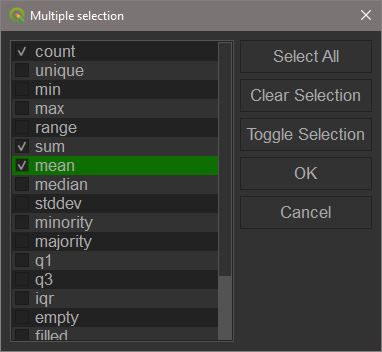 Multiple selection
count
unique
min
max
range
sum
mean
median
stddev
minority
majority
q1
q3
iqr
empty
filled
Select All
Clear Selection
Toggle Selection
OK
Cancel